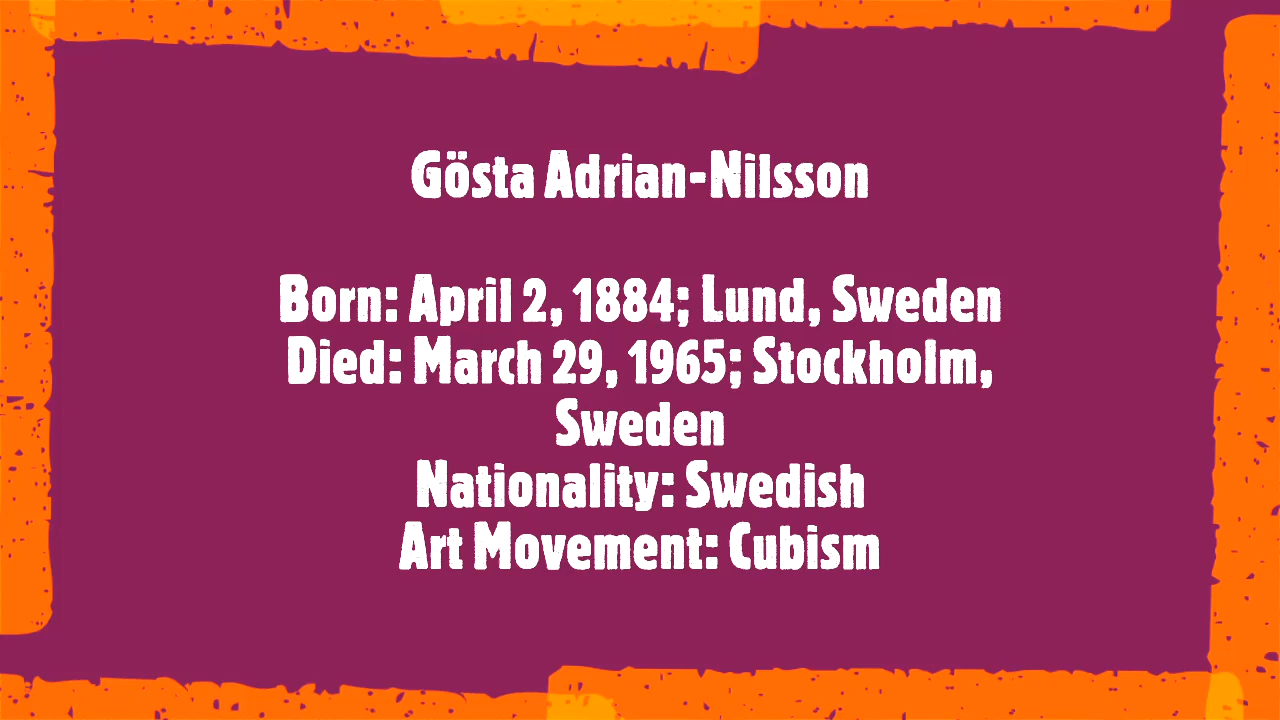 Gösta Adrian-Nilsson
Born: April 2, 1884; Lund, Sweden
Died: March 29, 1965; Stockholm,
Sweden
Nationality: Swedish
Art Movement: Cubism